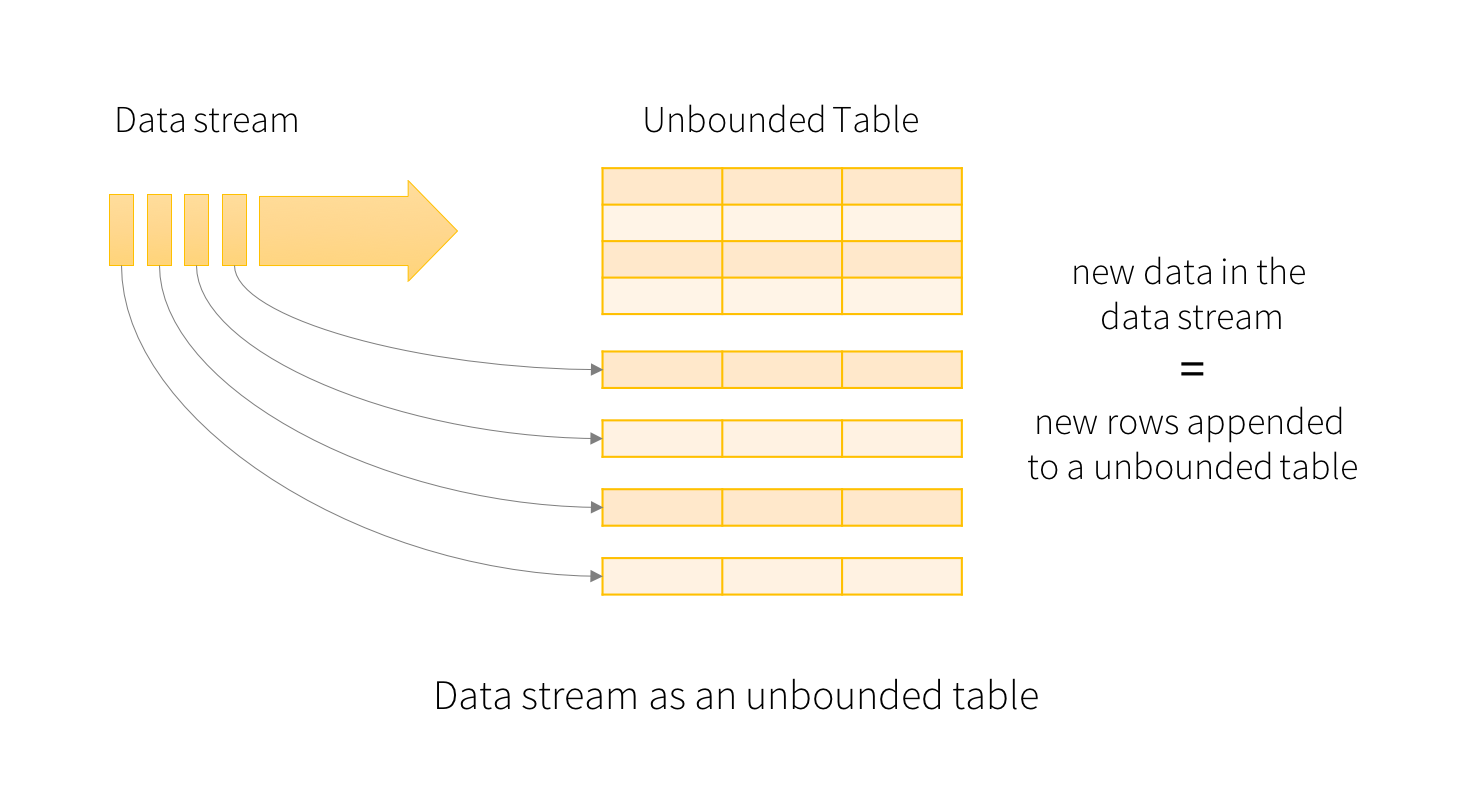 Data stream
Unbounded Table
new data in the
data stream
=
new rows appended
to a unbounded table
Data stream as an unbounded table